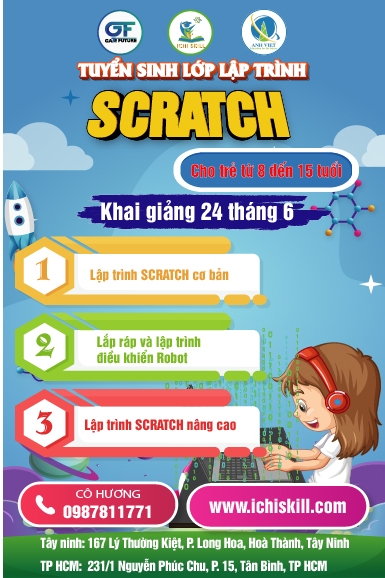 GF
GAIN FUTURE
ICHI SKILL
ANH VIỆT
TUYỂN SINH LỚP LẬP TRÌNH
SCRATCH
Cho trẻ từ 8 đến 15 tuổi
Khai giảng 24 tháng 6
1
Lập trình SCRATCH cơ bản
2
Lắp ráp và lập trình
điều khiển Robot
3
Lập trình SCRATCH nâng cao
CÔ HƯƠNG
0987811771
www.ichiskill.com
Tây ninh: 167 Lý Thường Kiệt, P. Long Hoa, Hoà Thành, Tây Ninh
TP HCM: 231/1 Nguyễn Phúc Chu, P. 15, Tân Bình, TP HCM